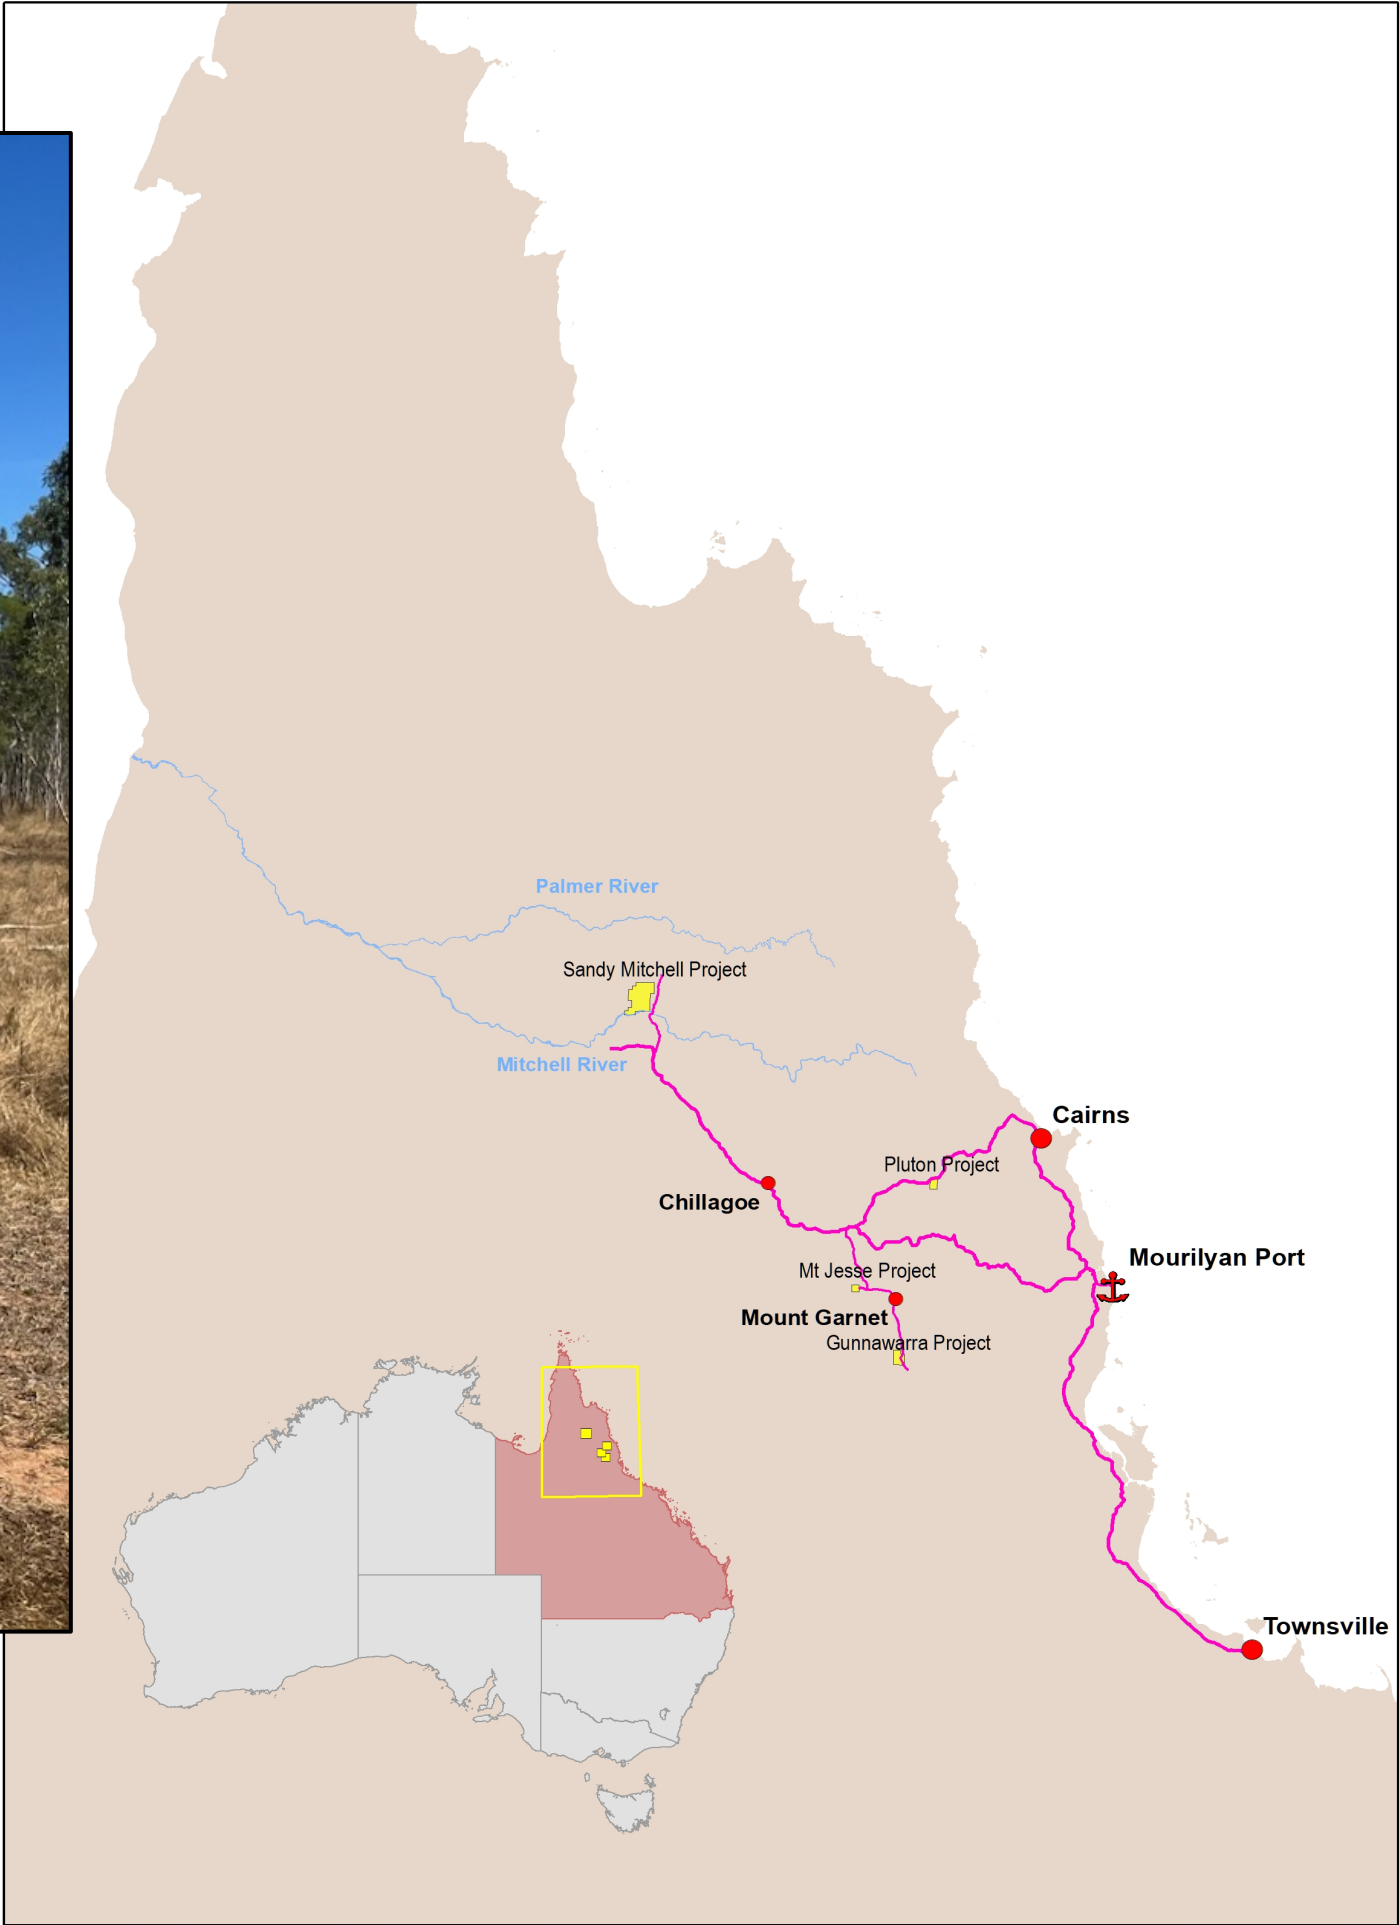 Palmer River
Sandy Mitchell Project
Mitchell River
Cairns
Pluton Project
Chillagoe
Mourilyan Port
Mt Jesse Project
Mount Garnet
Gunnawarra Project
Townsville